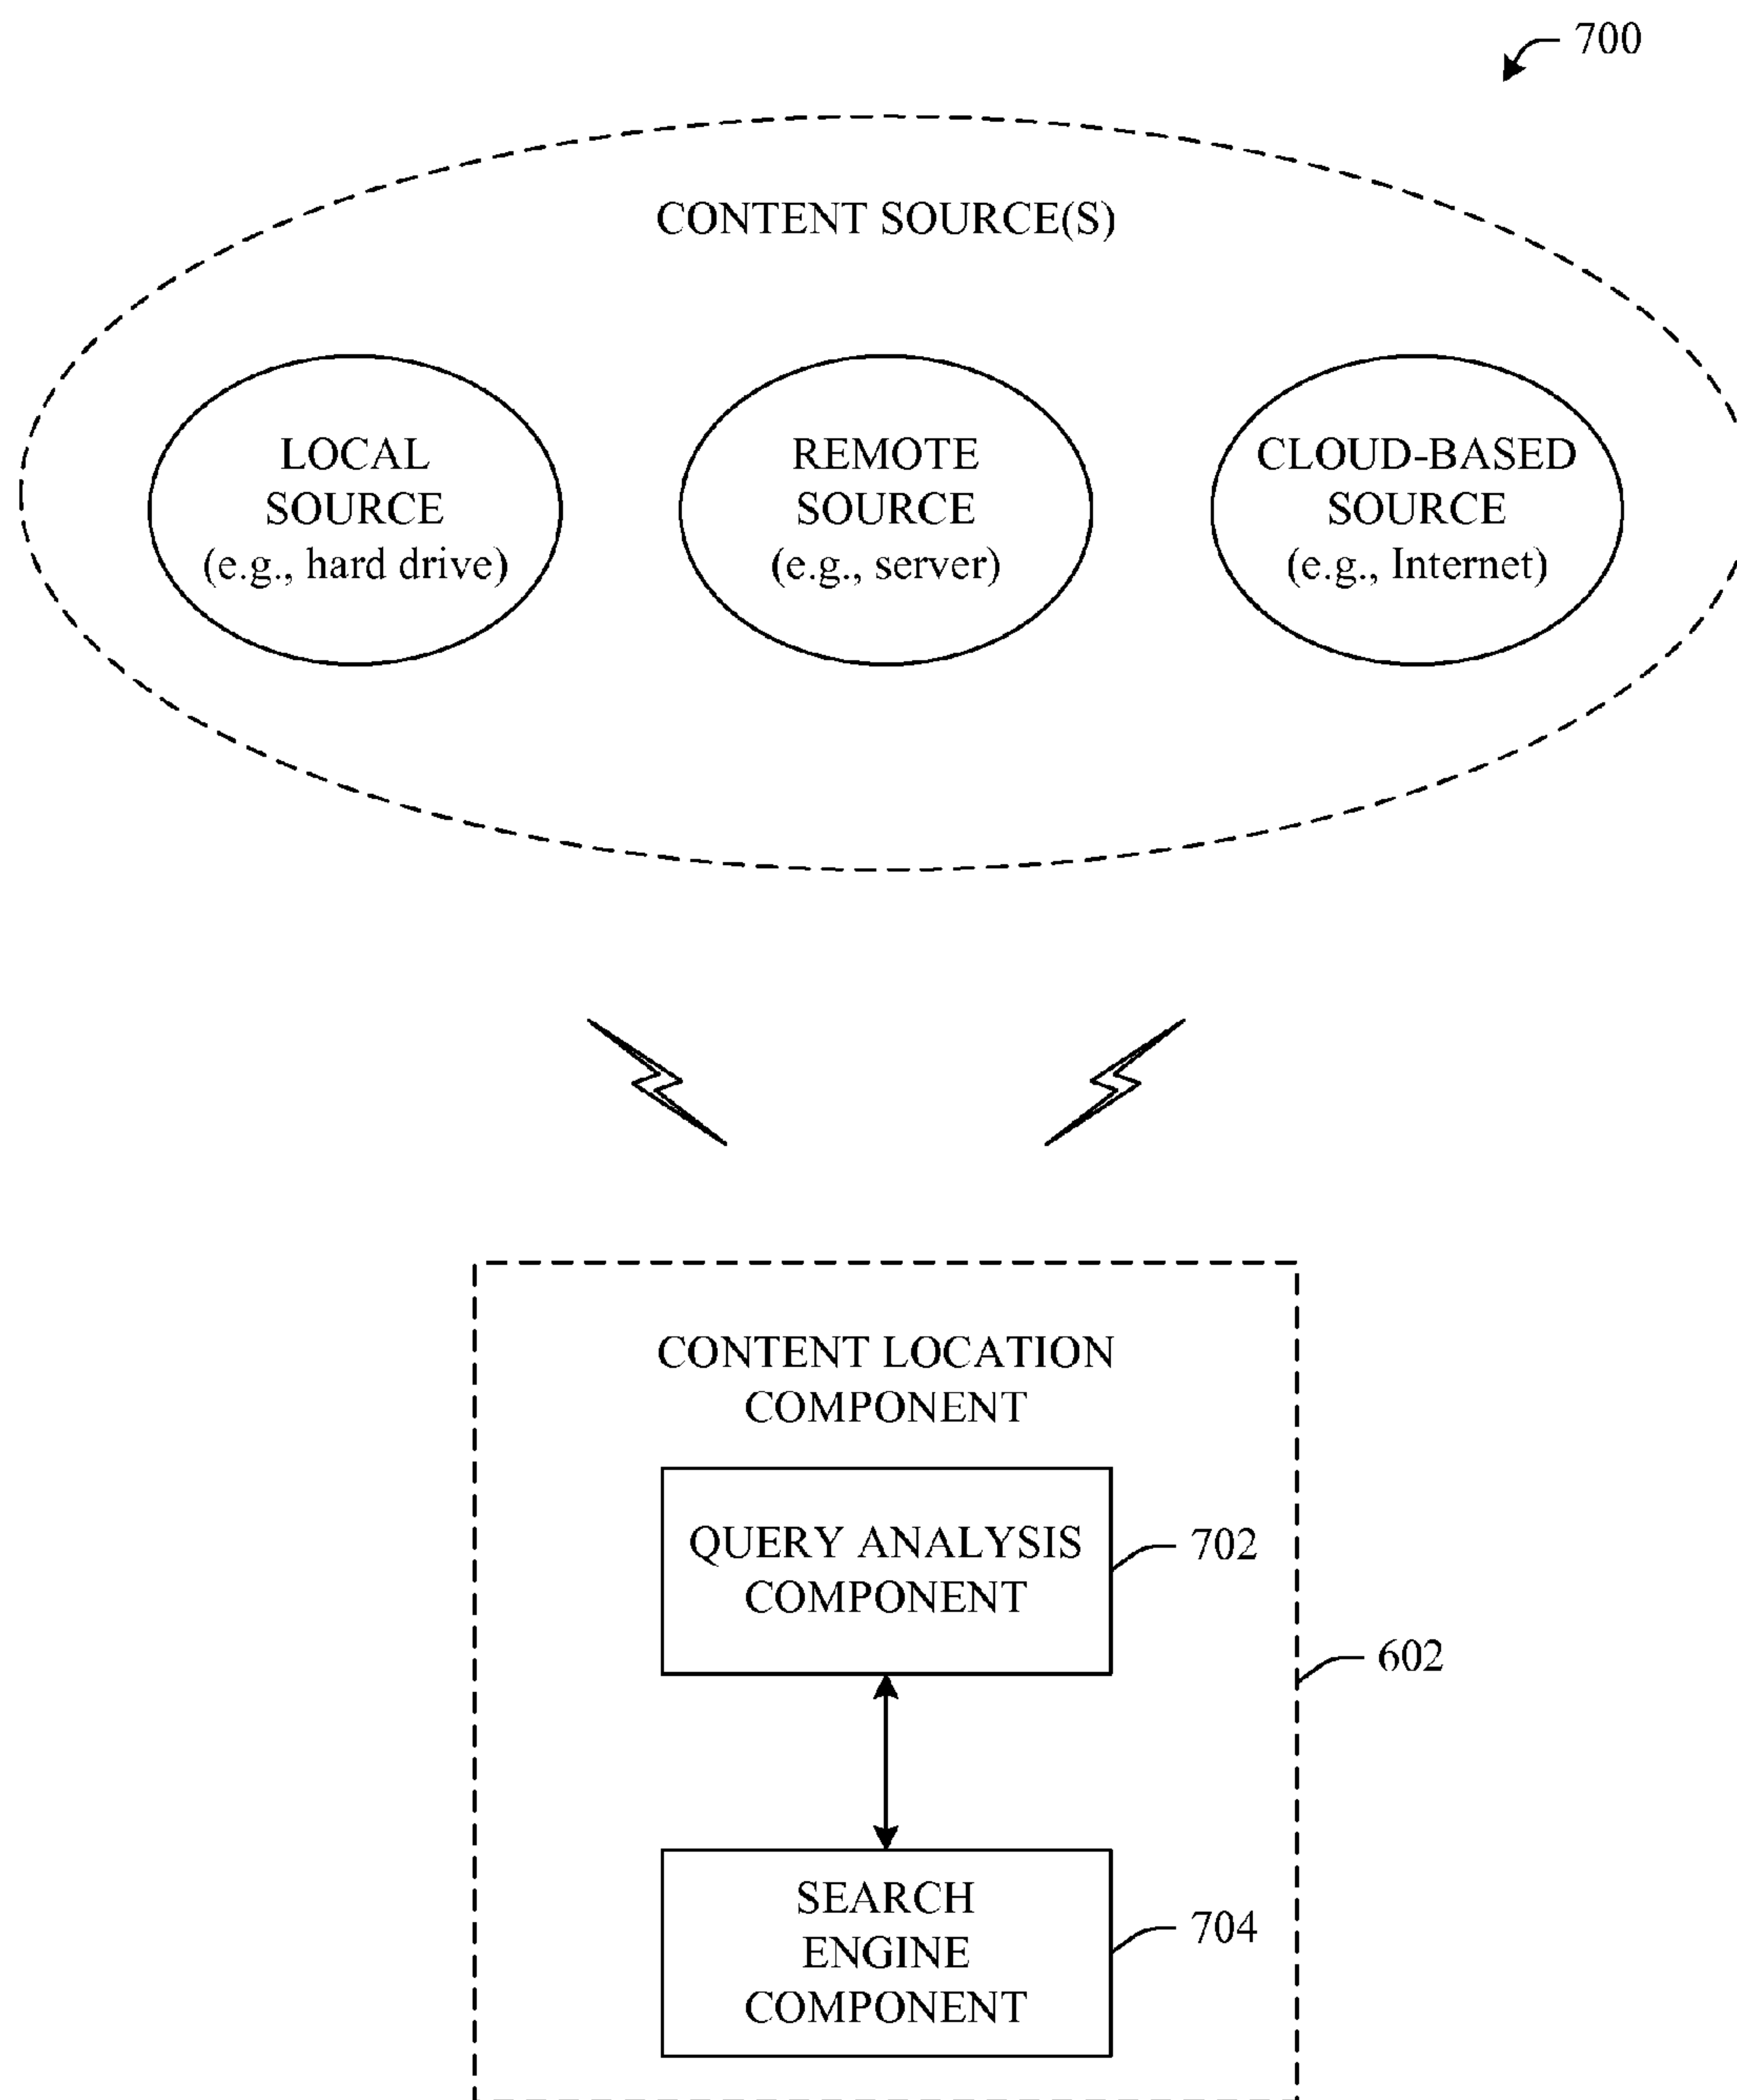 700
CONTENT SOURCE(S)
LOCAL
SOURCE
(e.g., hard drive)
REMOTE
SOURCE
(e.g., server)
CLOUD-BASED
SOURCE
(e.g., Internet)
CONTENT LOCATION
COMPONENT
QUERY ANALYSIS
COMPONENT
702
602
SEARCH
ENGINE
COMPONENT
704